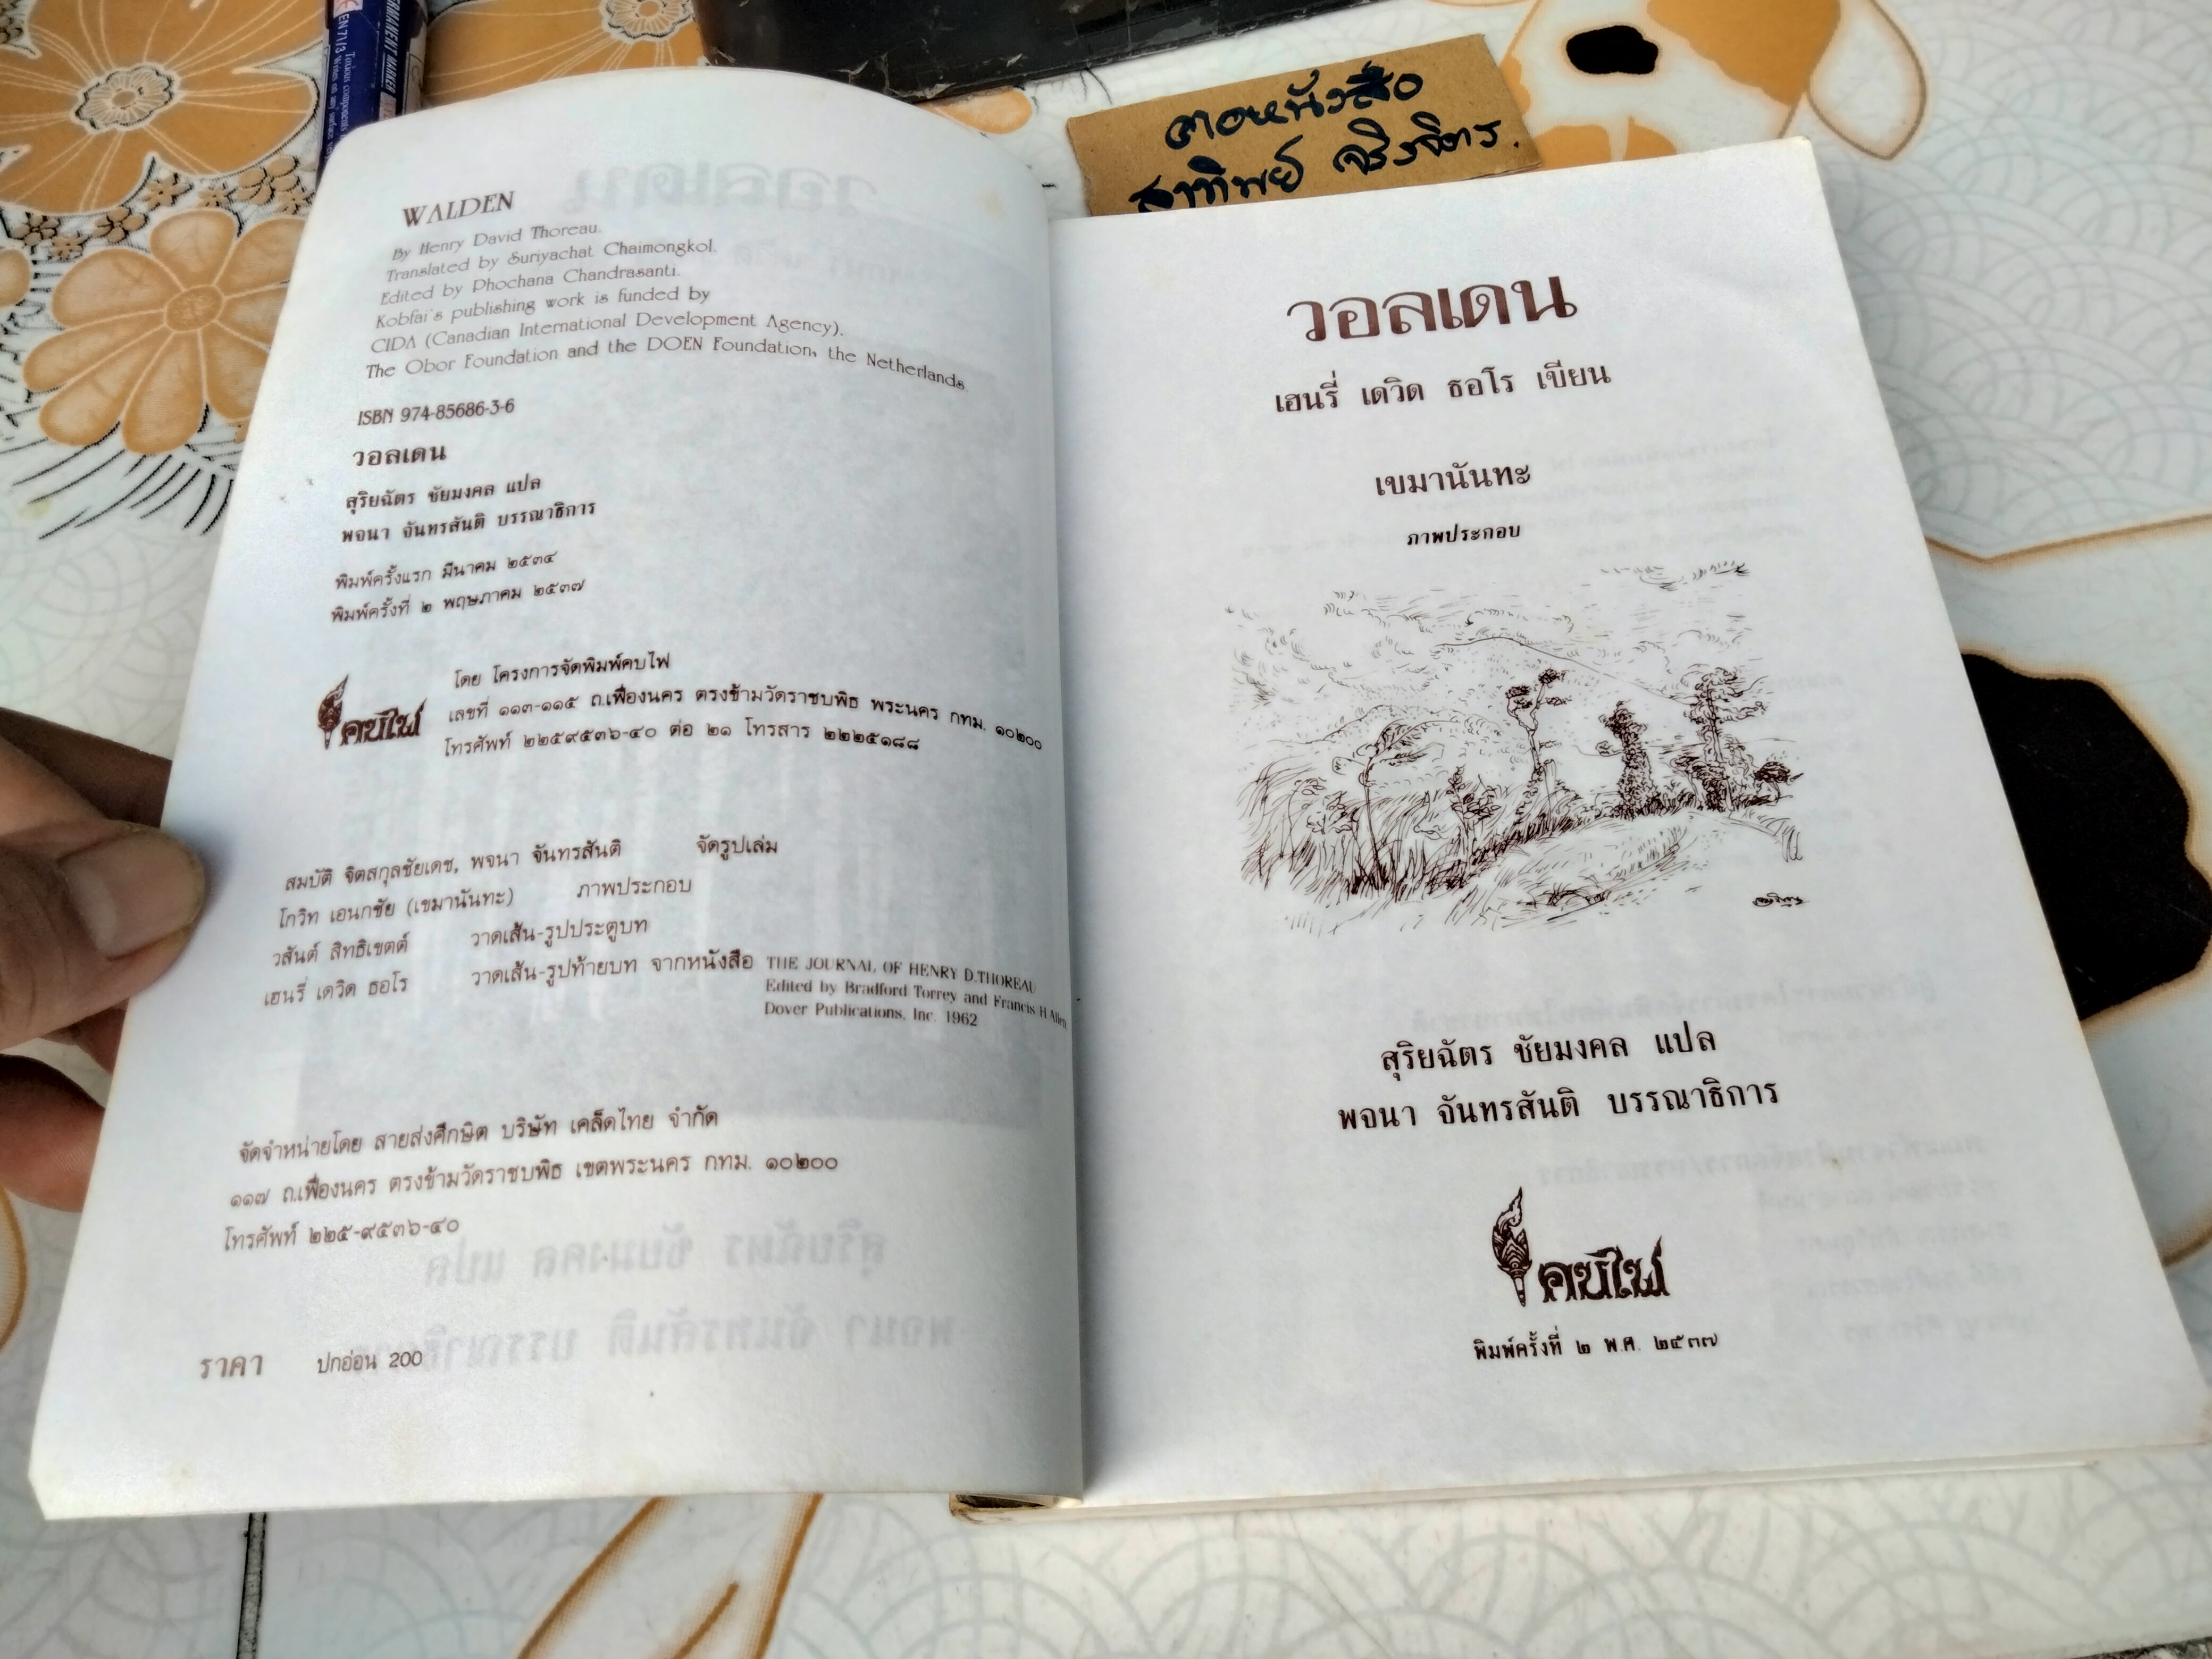 PERMANENT MARKER
EN71/3
หอหนังสือ
WALDEN
By Henry David Thoreau.
Translated by Suriyachat Chaimongkol.
Edited by Phochana Chandrasanti.
Kobfai's publishing work is funded by
CIDA (Canadian International Development Agency),
The Obor Foundation and the DOEN Foundation, the Netherlands.
ISBN 974-85686-3-6
วอลเดน
สุริยฉัตร ชัยมงคล แปล
พจนา จันทรสันติ บรรณาธิการ
พิมพ์ครั้งแรก มีนาคม ๒๕๓๔
พิมพ์ครั้งที่ ๒ พฤษภาคม ๒๕๓๗
คบไฟ
โดย โครงการจัดพิมพ์คบไฟ
เลขที่ ๑๑๓-๑๑๕ ถ.เฟื่องนคร ตรงข้ามวัดราชบพิธ พระนคร กทม. ๑๐๒๐๐
โทรศัพท์ ๒๒๕๙๕๓๖-๔๐ ต่อ ๒๑ โทรสาร ๒๒๒๕๑๘๘
สมบัติ จิตสกุลชัยเดช, พจนา จันทรสันติ จัดรูปเล่ม
โกวิท เอนกชัย (เขมานันทะ) ภาพประกอบ
วสันต์ สิทธิเขตต์ วาดเส้น-รูปประตูบท
เฮนรี่ เดวิด ธอโร วาดเส้น-รูปท้ายบท จากหนังสือ THE JOURNAL OF HENRY D.THOREAU
Edited by Bradford Torrey and Francis H Allen
Dover Publications, Inc. 1962
จัดจำหน่ายโดย สายส่งศึกษิต บริษัท เคล็ดไทย จำกัด
๑๑๗ ถ.เฟื่องนคร ตรงข้ามวัดราชบพิธ เขตพระนคร กทม. ๑๐๒๐๐
โทรศัพท์ ๒๒๕-๙๕๓๖-๔๐
ราคา ปกอ่อน 200
วอลเดน
เฮนรี่ เดวิด ธอโร เขียน
เขมานันทะ
ภาพประกอบ
สุริยฉัตร ชัยมงคล แปล
พจนา จันทรสันติ บรรณาธิการ
คบไฟ
พิมพ์ครั้งที่ ๒ พ.ศ. ๒๕๓๗